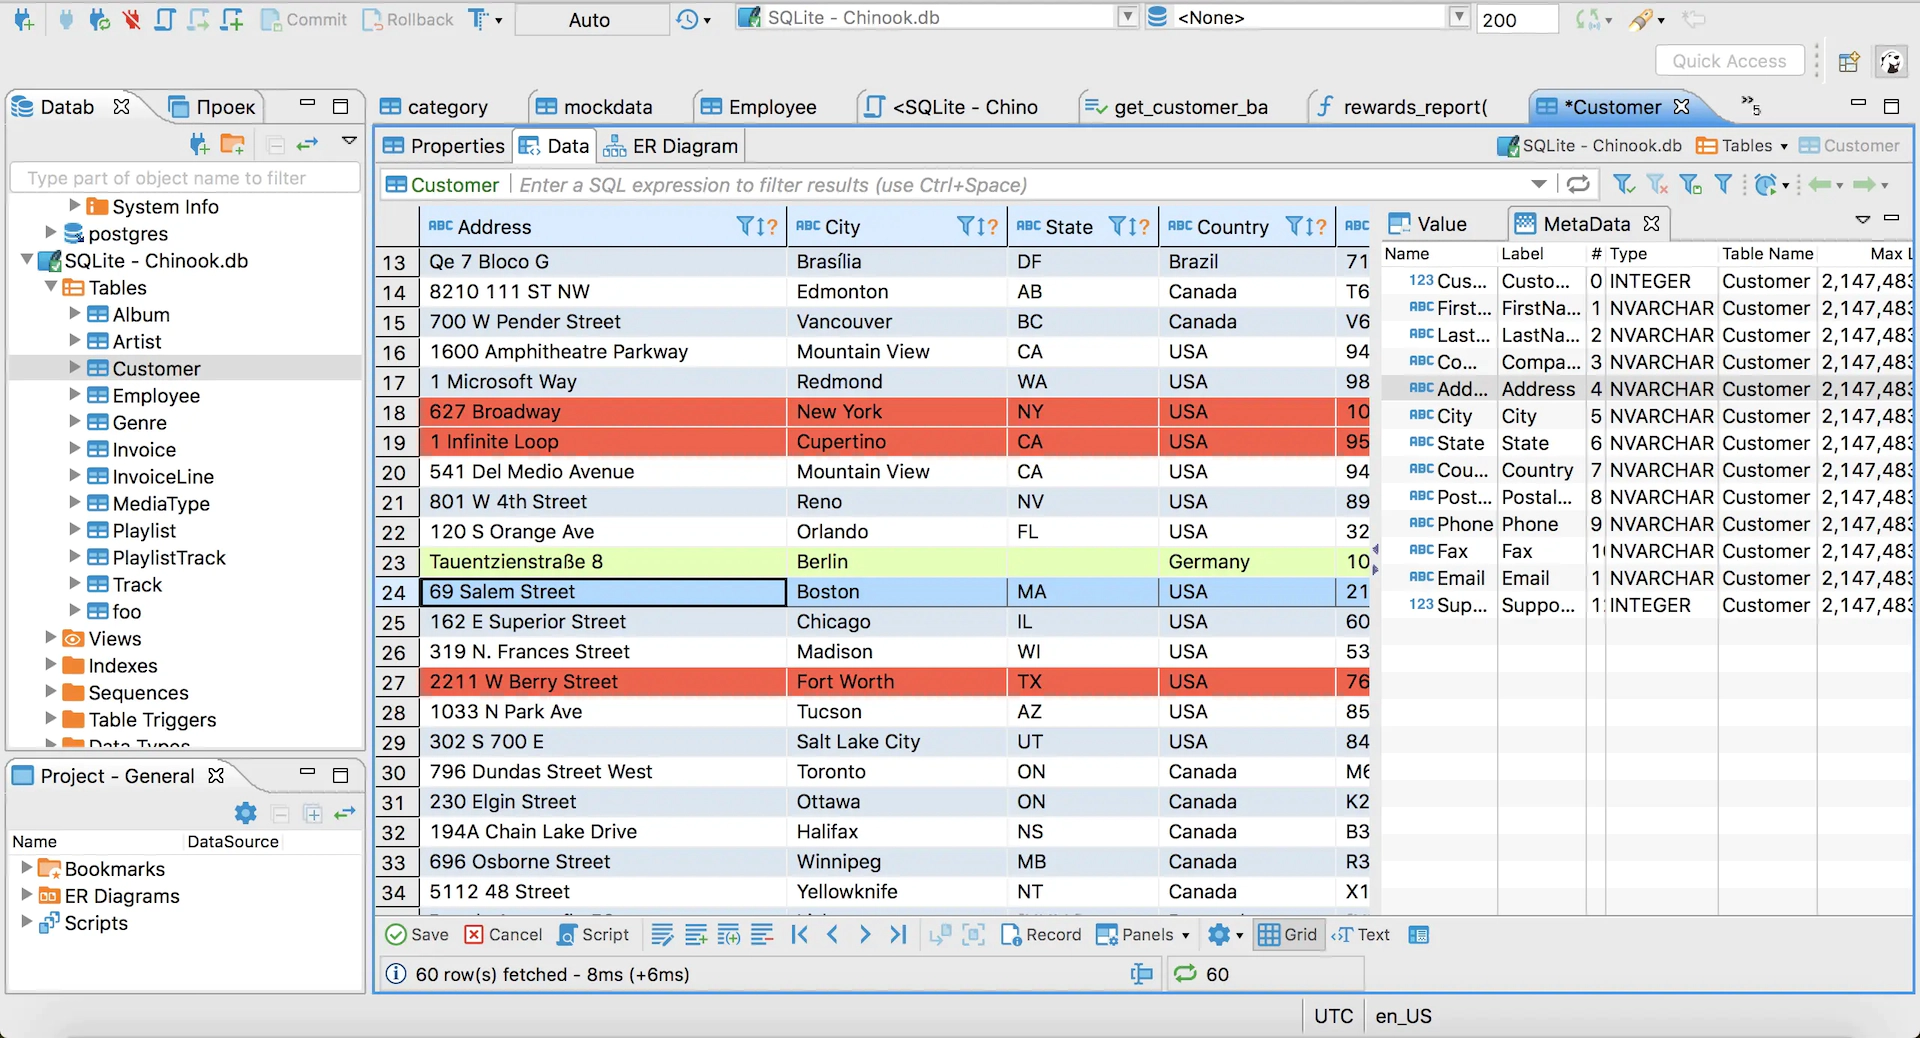 Commit Rollback Auto SQLite - Chinook.db <None> 200
Quick Access
Datab Проек category mockdata Employee <SQLite - Chino get_customer_ba rewards_report( *Customer 5
Properties Data ER Diagram SQLite - Chinook.db Tables Customer
Type part of object name to filter
Customer Enter a SQL expression to filter results (use Ctrl+Space)
System Info
postgres
SQLite - Chinook.db
Tables
Album
Artist
Customer
Employee
Genre
Invoice
InvoiceLine
MediaType
Playlist
PlaylistTrack
Track
foo
Views
Indexes
Sequences
Table Triggers
Data Types
Project - General
Name DataSource
Bookmarks
ER Diagrams
Scripts
ABC Address ABC City ABC State ABC Country ABC
13 Qe 7 Bloco G Brasília DF Brazil 71
14 8210 111 ST NW Edmonton AB Canada T6
15 700 W Pender Street Vancouver BC Canada V6
16 1600 Amphitheatre Parkway Mountain View CA USA 94
17 1 Microsoft Way Redmond WA USA 98
18 627 Broadway New York NY USA 10
19 1 Infinite Loop Cupertino CA USA 95
20 541 Del Medio Avenue Mountain View CA USA 94
21 801 W 4th Street Reno NV USA 89
22 120 S Orange Ave Orlando FL USA 32
23 Tauentzienstraße 8 Berlin Germany 10
24 69 Salem Street Boston MA USA 21
25 162 E Superior Street Chicago IL USA 60
26 319 N. Frances Street Madison WI USA 53
27 2211 W Berry Street Fort Worth TX USA 76
28 1033 N Park Ave Tucson AZ USA 85
29 302 S 700 E Salt Lake City UT USA 84
30 796 Dundas Street West Toronto ON Canada M6
31 230 Elgin Street Ottawa ON Canada K2
32 194A Chain Lake Drive Halifax NS Canada B3
33 696 Osborne Street Winnipeg MB Canada R3
34 5112 48 Street Yellowknife NT Canada X1
Value MetaData
Name Label # Type Table Name Max L
123 Cus... Custo... 0 INTEGER Customer 2,147,483
ABC First... FirstNa... 1 NVARCHAR Customer 2,147,483
ABC Last... LastNa... 2 NVARCHAR Customer 2,147,483
ABC Co... Compa... 3 NVARCHAR Customer 2,147,483
ABC Add... Address 4 NVARCHAR Customer 2,147,483
ABC City City 5 NVARCHAR Customer 2,147,483
ABC State State 6 NVARCHAR Customer 2,147,483
ABC Cou... Country 7 NVARCHAR Customer 2,147,483
ABC Post... Postal... 8 NVARCHAR Customer 2,147,483
ABC Phone Phone 9 NVARCHAR Customer 2,147,483
ABC Fax Fax 1 NVARCHAR Customer 2,147,483
ABC Email Email 1 NVARCHAR Customer 2,147,483
123 Sup... Suppo... 1 INTEGER Customer 2,147,483
Save Cancel Script Record Panels Grid Text
60 row(s) fetched - 8ms (+6ms) 60
UTC en_US